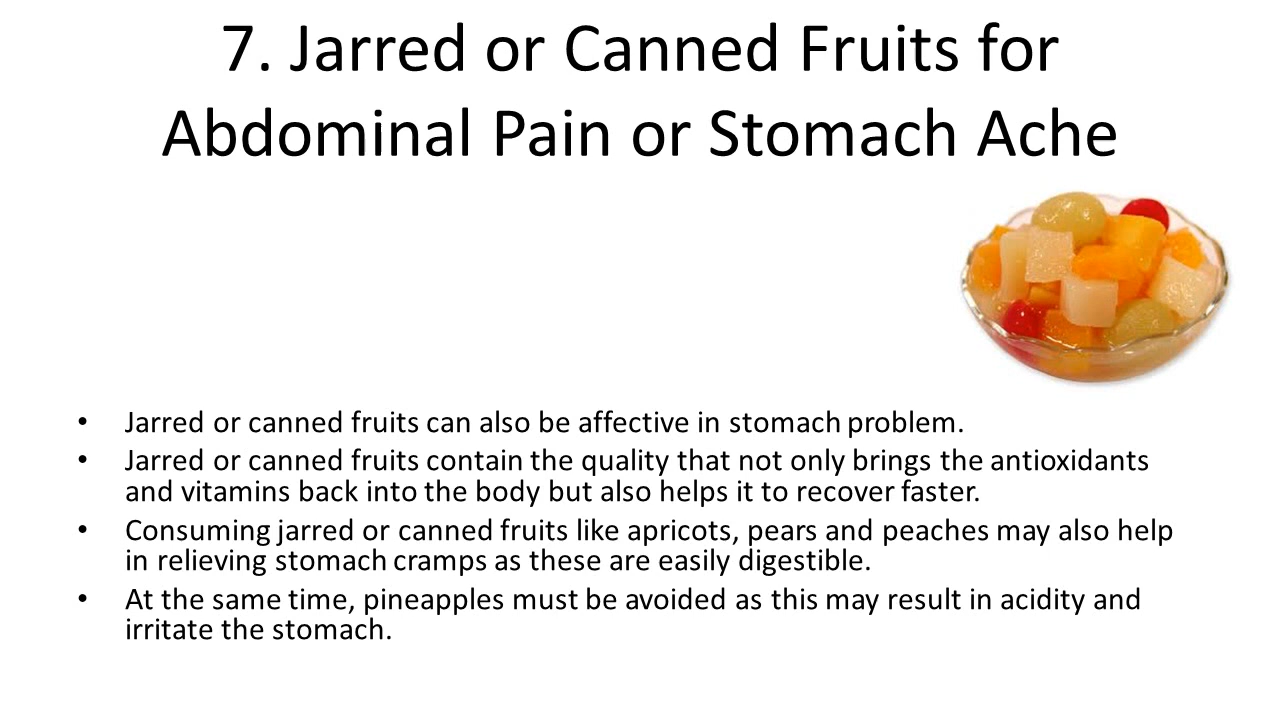 7. Jarred or Canned Fruits for
Abdominal Pain or Stomach Ache
• Jarred or canned fruits can also be affective in stomach problem.
• Jarred or canned fruits contain the quality that not only brings the antioxidants
and vitamins back into the body but also helps it to recover faster.
• Consuming jarred or canned fruits like apricots, pears and peaches may also help
in relieving stomach cramps as these are easily digestible.
• At the same time, pineapples must be avoided as this may result in acidity and
irritate the stomach.